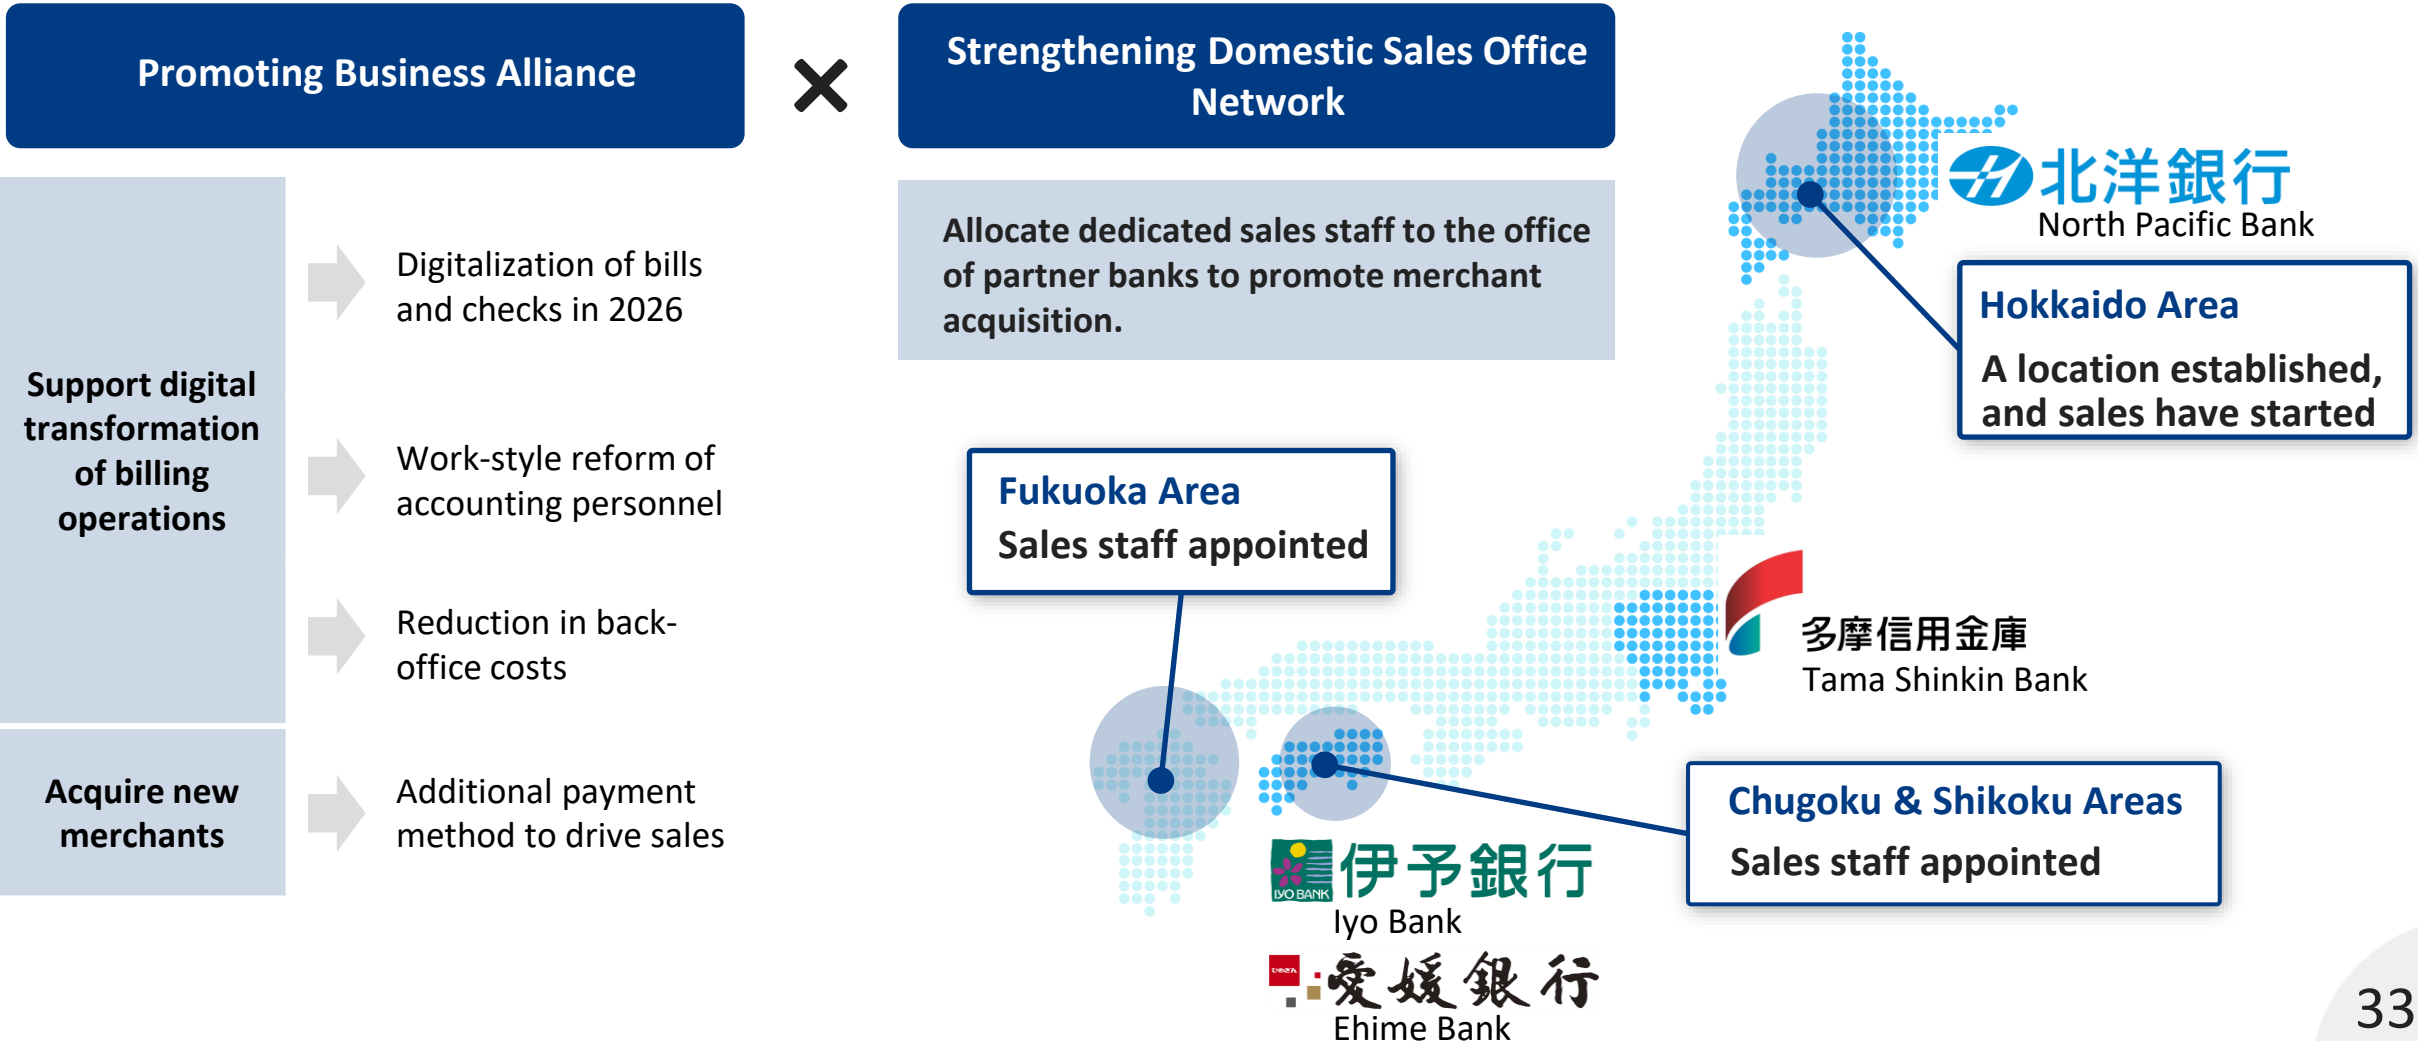 Promoting Business Alliance
Strengthening Domestic Sales Office
Network
Support digital
transformation
of billing
operations
Digitalization of bills
and checks in 2026
Work-style reform of
accounting personnel
Reduction in back-
office costs
Acquire new
merchants
Additional payment
method to drive sales
Allocate dedicated sales staff to the office
of partner banks to promote merchant
acquisition.
北洋銀行
North Pacific Bank
Hokkaido Area
A location established,
and sales have started
Fukuoka Area
Sales staff appointed
多摩信用金庫
Tama Shinkin Bank
Chugoku & Shikoku Areas
Sales staff appointed
IYO BANK
伊予銀行
Iyo Bank
ひめぎん
愛媛銀行
Ehime Bank
33